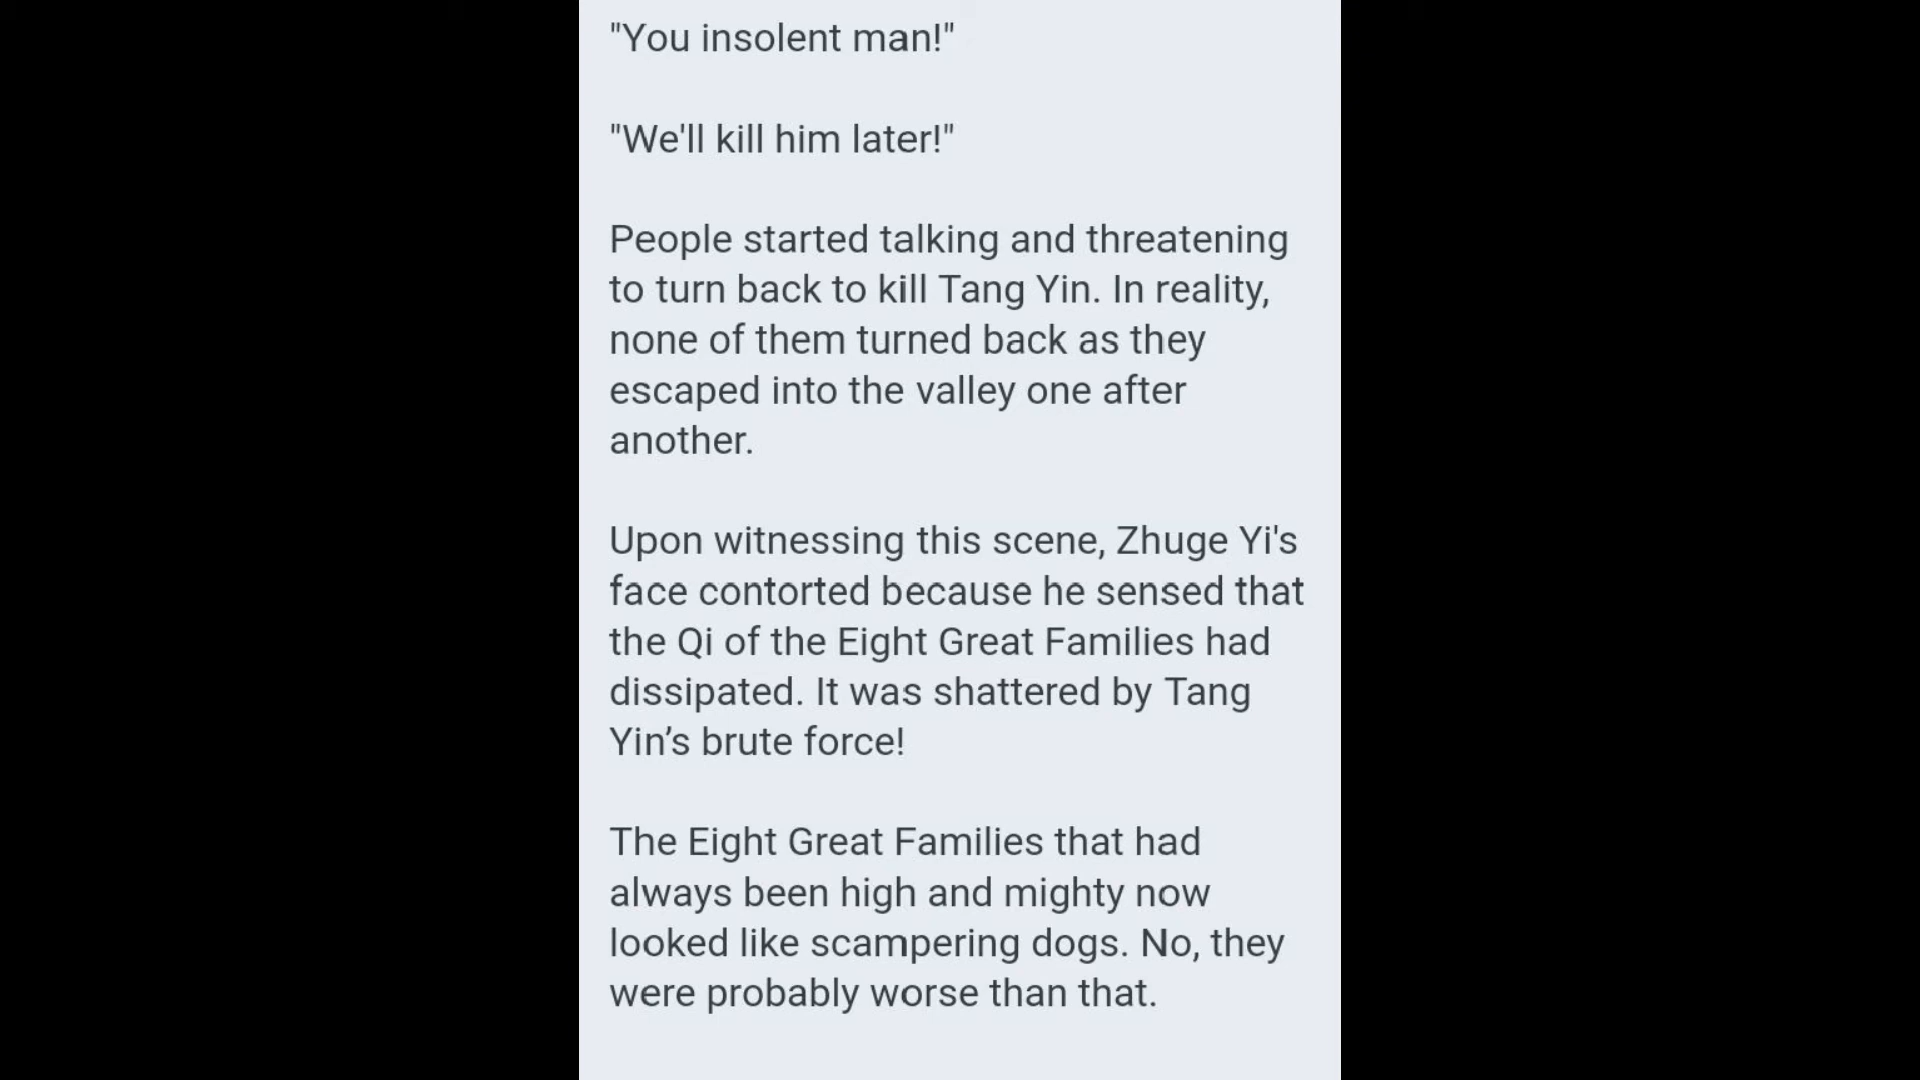 "You insolent man!"
"We'll kill him later!"
People started talking and threatening
to turn back to kill Tang Yin. In reality,
none of them turned back as they
escaped into the valley one after
another.
Upon witnessing this scene, Zhuge Yi's
face contorted because he sensed that
the Qi of the Eight Great Families had
dissipated. It was shattered by Tang
Yin’s brute force!
The Eight Great Families that had
always been high and mighty now
looked like scampering dogs. No, they
were probably worse than that.